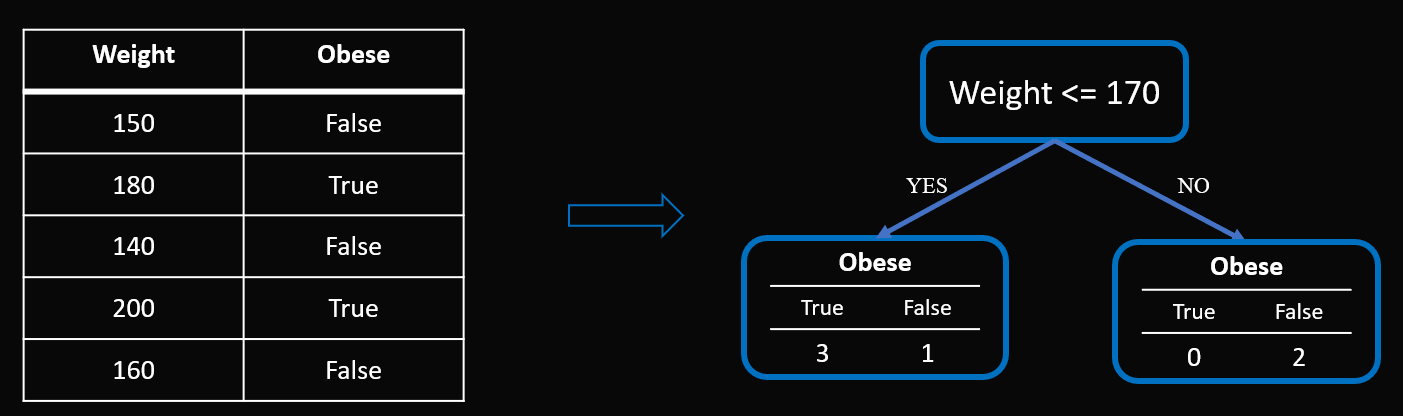 Weight Obese
150 False
180 True
140 False
200 True
160 False
Weight <= 170
YES NO
Obese
True False
3 1
Obese
True False
0 2